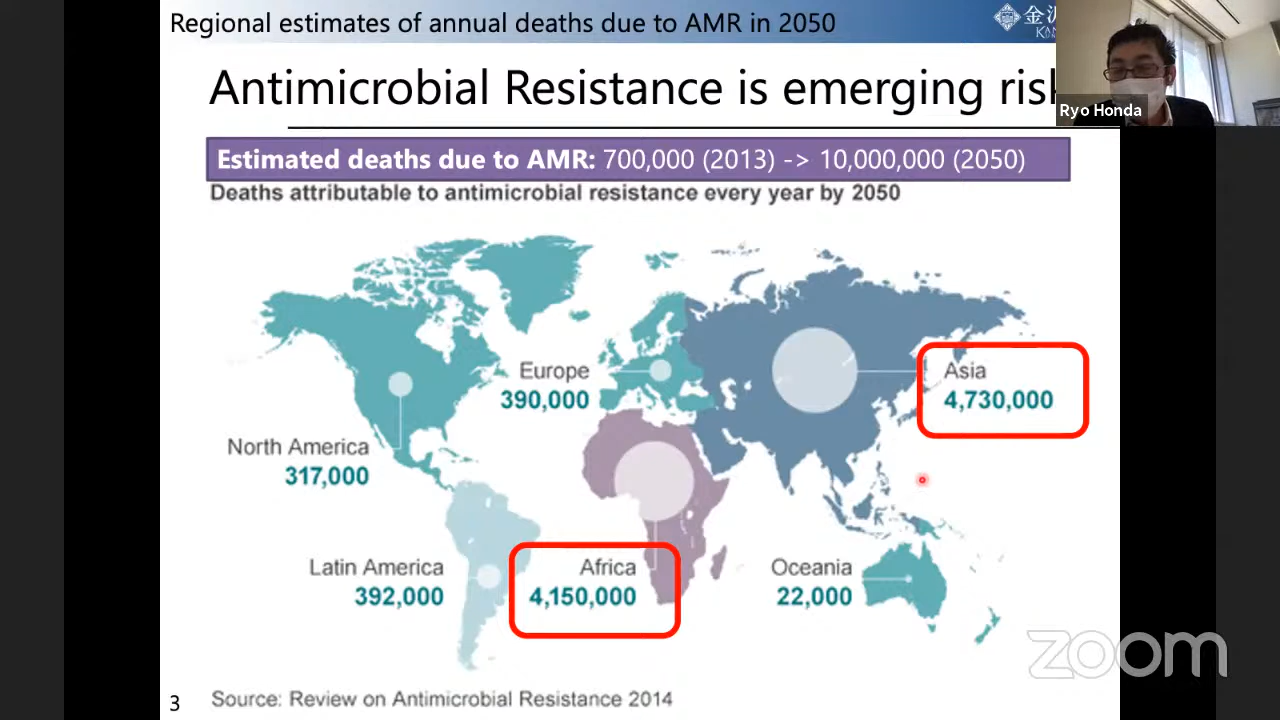 Regional estimates of annual deaths due to AMR in 2050
金
Antimicrobial Resistance is emerging
Ryo Honda
Estimated deaths due to AMR: 700,000 (2013) -> 10,000,000 (2050)
Deaths attributable to antimicrobial resistance every year by 2050
Europe
390,000
Asia
4,730,000
North America
317,000
Latin America
392,000
Africa
4,150,000
Oceania
22,000
zoom
3
Source: Review on Antimicrobial Resistance 2014